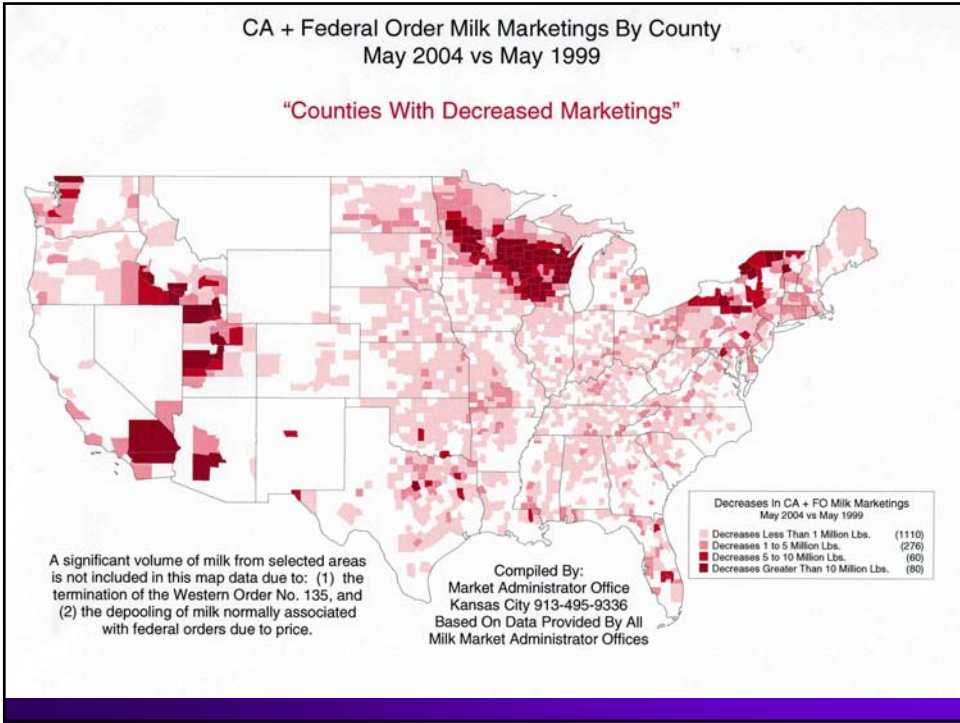 CA + Federal Order Milk Marketings By County
May 2004 vs May 1999
“Counties With Decreased Marketings”
Decreases In CA + FO Milk Marketings
May 2004 vs May 1999
Decreases Less Than 1 Million Lbs. (1110)
Decreases 1 to 5 Million Lbs. (276)
Decreases 5 to 10 Million Lbs. (60)
Decreases Greater Than 10 Million Lbs. (80)
A significant volume of milk from selected areas
is not included in this map data due to: (1) the
termination of the Western Order No. 135, and
(2) the depooling of milk normally associated
with federal orders due to price.
Compiled By:
Market Administrator Office
Kansas City 913-495-9336
Based On Data Provided By All
Milk Market Administrator Offices